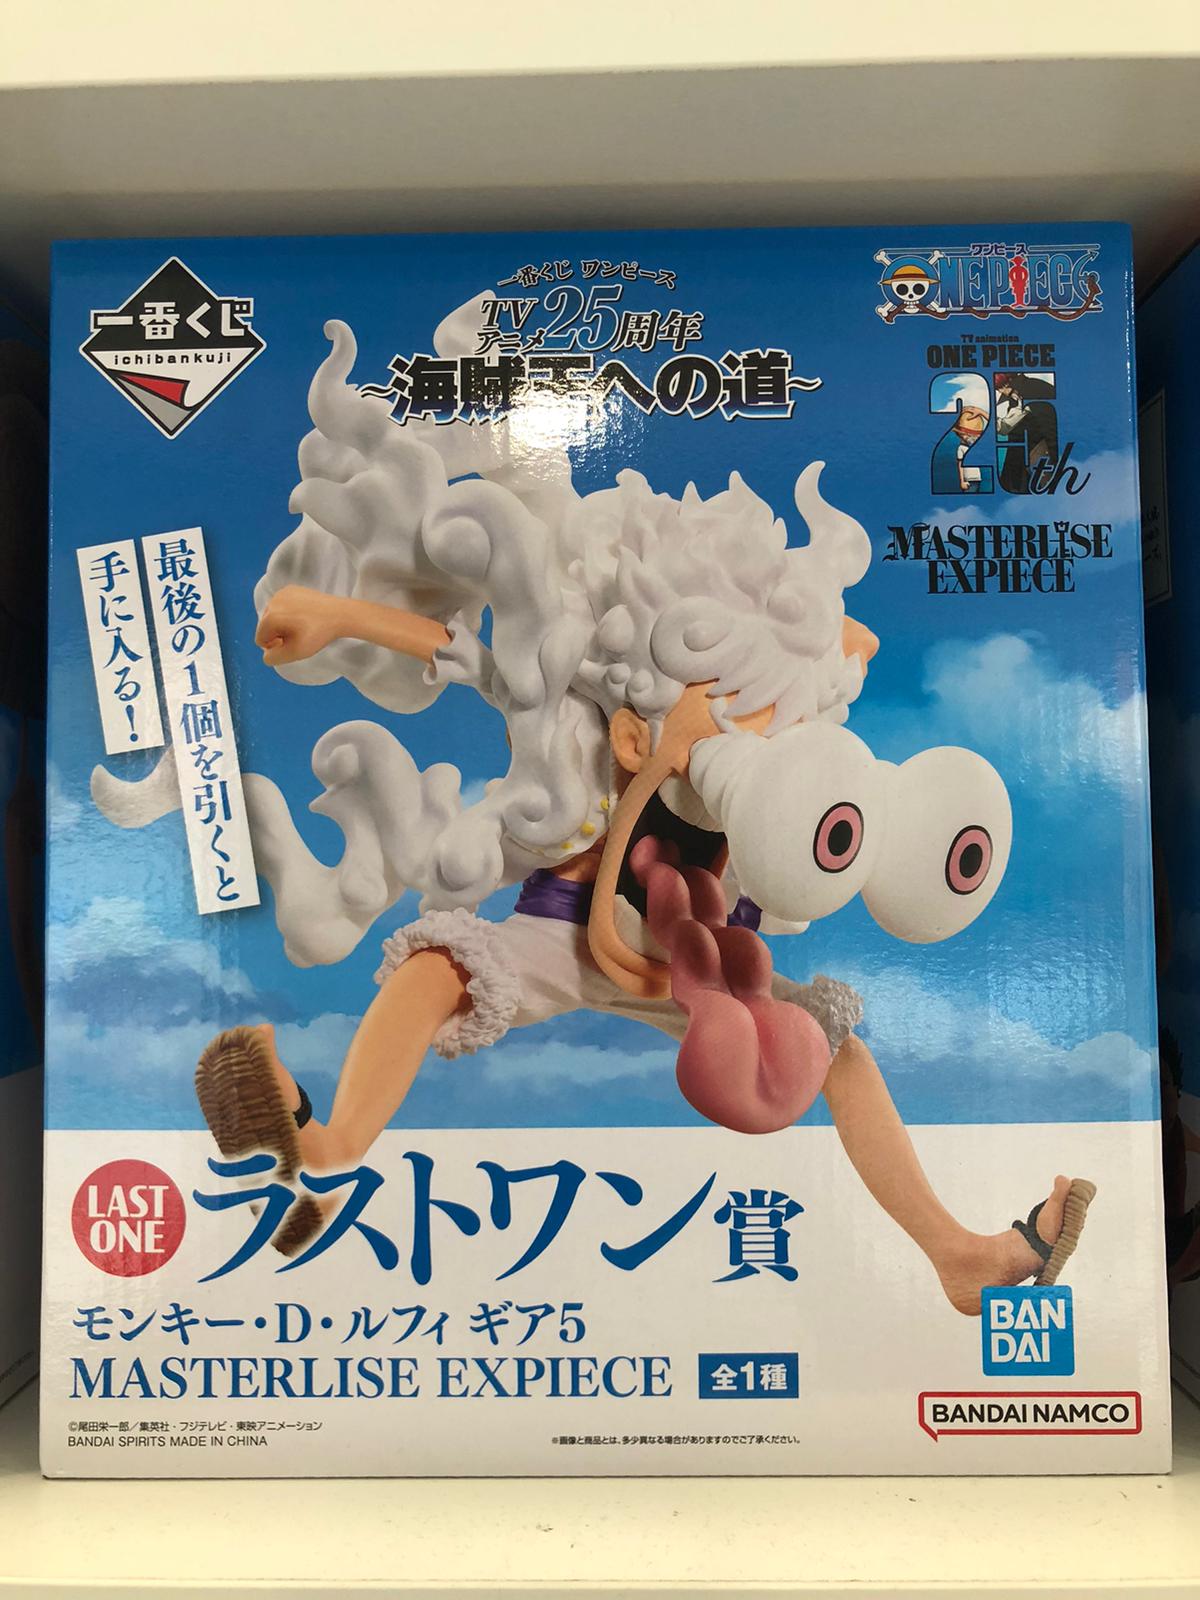 一番くじ
ichibankuji
一番くじ ワンピース
TVアニメ25周年
~海賊王への道~
ワンピース
ONE PIECE
TV animation
ONE PIECE
25th
MASTERLISE
EXPIECE
最後の1個を引くと
手に入る!
LAST
ONE
ラストワン賞
モンキー・D・ルフィ ギア5
MASTERLISE EXPIECE 全1種
BAN
DAI
BANDAI NAMCO
©尾田栄一郎/集英社・フジテレビ・東映アニメーション
BANDAI SPIRITS MADE IN CHINA
※画像と商品とは、多少異なる場合がありますのでご了承ください。